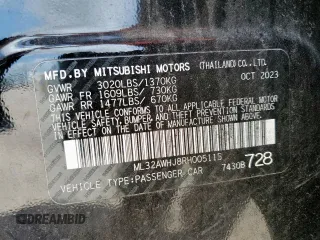 MFD.BY MITSUBISHI MOTORS (THAILAND)CO.,LTD.
GVWR 3020LBS/1370KG OCT 2023
GAWR FR 1609LBS/ 730KG
GAWR RR 1477LBS/ 670KG
THIS VEHICLE CONFORMS TO ALL APPLICABLE
FEDERAL MOTOR VEHICLE SAFETY, BUMPER, AND
THEFT PREVENTION STANDARDS IN EFFECT ON THE
DATE OF MANUFACTURE SHOWN ABOVE.
ML32AWHJ8RH005115
7430B 728
VEHICLE TYPE:PASSENGER CAR